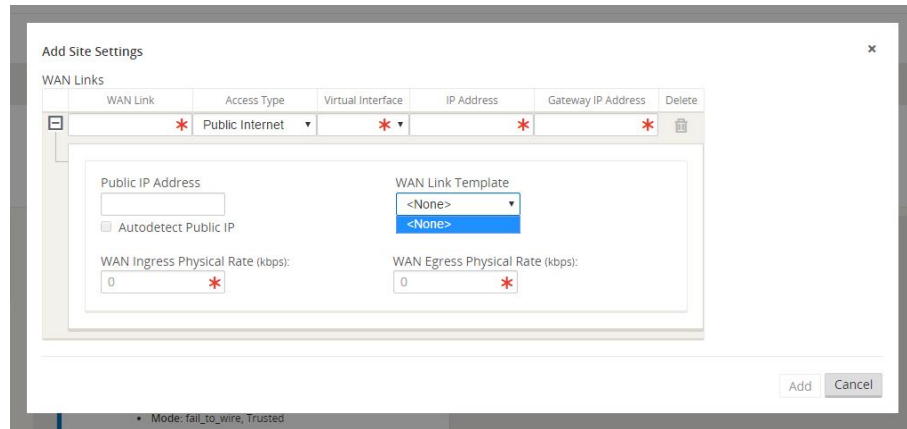 Add Site Settings ×
WAN Links
WAN Link Access Type Virtual Interface IP Address Gateway IP Address Delete
Public Internet
Public IP Address WAN Link Template
<None>
Autodetect Public IP <None>
WAN Ingress Physical Rate (kbps): WAN Egress Physical Rate (kbps):
0 0
Add Cancel
• Mode: fail_to_wire, Trusted